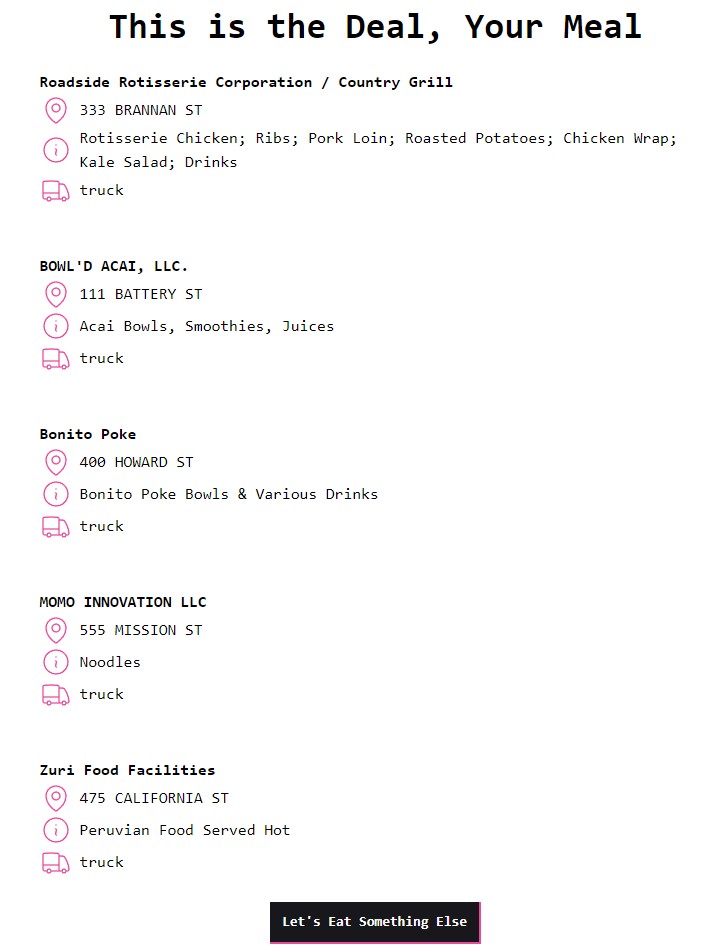 This is the Deal, Your Meal
Roadside Rotisserie Corporation / Country Grill
333 BRANNAN ST
Rotisserie Chicken; Ribs; Pork Loin; Roasted Potatoes; Chicken Wrap;
Kale Salad; Drinks
truck
BOWL'D ACAI, LLC.
111 BATTERY ST
Acai Bowls, Smoothies, Juices
truck
Bonito Poke
400 HOWARD ST
Bonito Poke Bowls & Various Drinks
truck
MOMO INNOVATION LLC
555 MISSION ST
Noodles
truck
Zuri Food Facilities
475 CALIFORNIA ST
Peruvian Food Served Hot
truck
Let's Eat Something Else